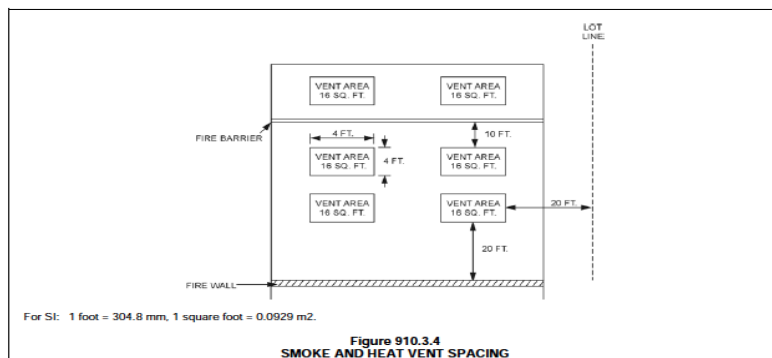 LOT
LINE
VENT AREA
16 SQ. FT.
VENT AREA
16 SQ. FT.
FIRE BARRIER
4 FT.
10 FT.
VENT AREA
16 SQ. FT.
4 FT.
VENT AREA
16 SQ. FT.
VENT AREA
16 SQ. FT.
VENT AREA
16 SQ. FT.
20 FT.
20 FT.
FIRE WALL
For SI: 1 foot = 304.8 mm, 1 square foot = 0.0929 m2.
Figure 910.3.4
SMOKE AND HEAT VENT SPACING